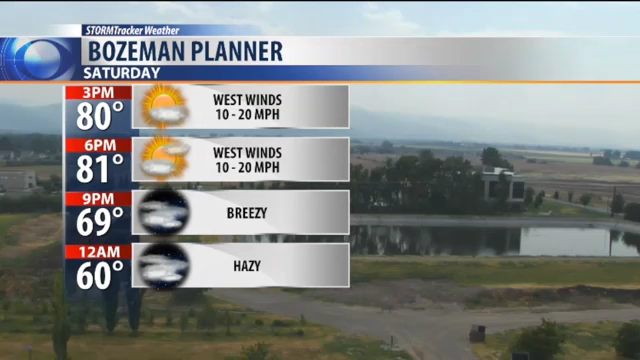 STORMTracker Weather
BOZEMAN PLANNER
SATURDAY
3PM
80°
WEST WINDS
10 - 20 MPH
6PM
81°
WEST WINDS
10 - 20 MPH
9PM
69°
BREEZY
12AM
60°
HAZY